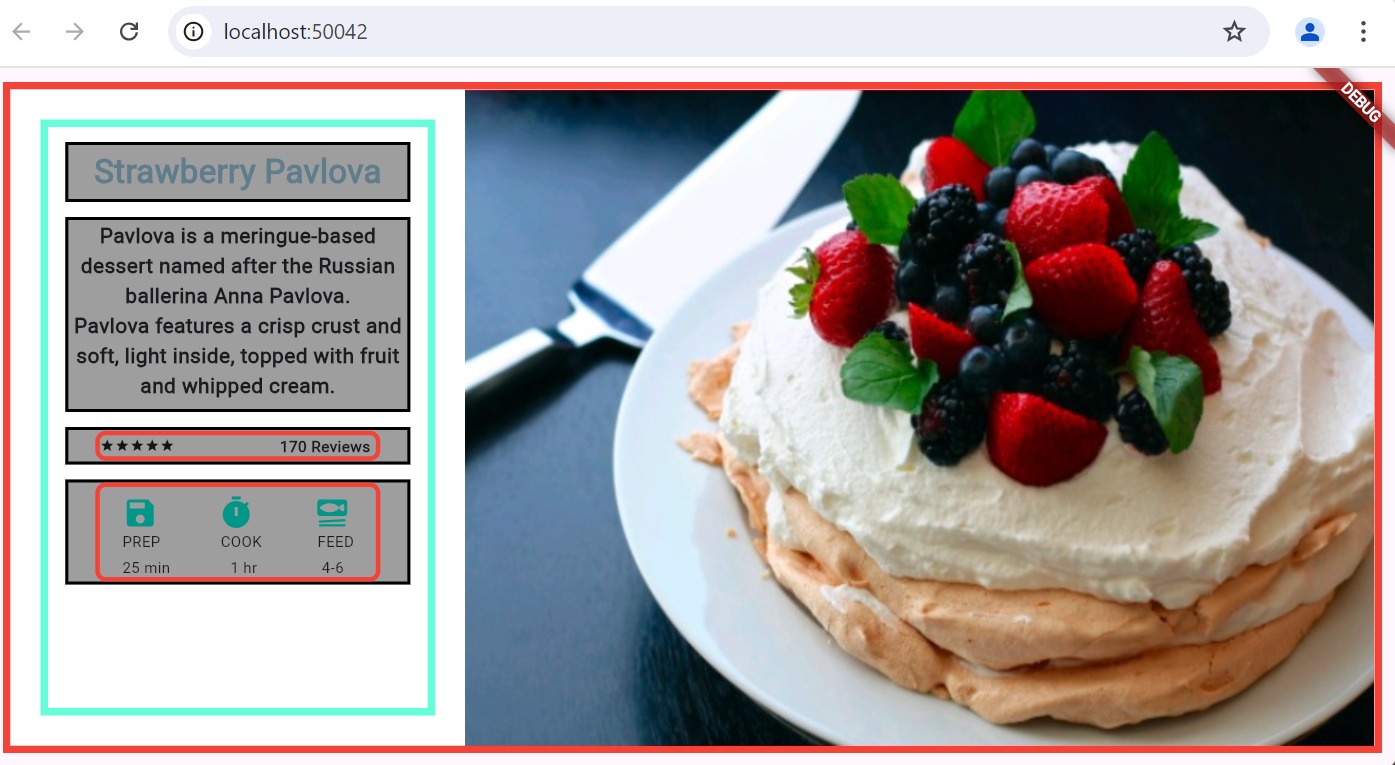 localhost:50042
DEBUG
Strawberry Pavlova
Pavlova is a meringue-based
dessert named after the Russian
ballerina Anna Pavlova.
Pavlova features a crisp crust and
soft, light inside, topped with fruit
and whipped cream.
170 Reviews
PREP COOK FEED
25 min 1 hr 4-6